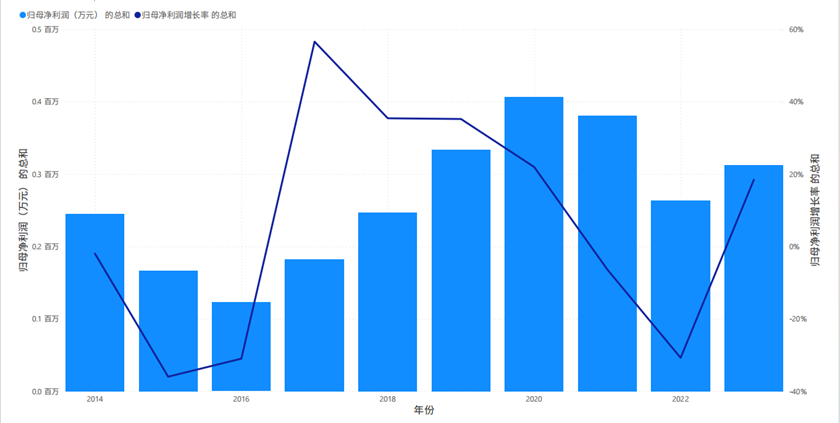 归母净利润（万元） 的总和 归母净利润增长率 的总和
0.5 百万
0.4 百万
0.3 百万
0.2 百万
0.1 百万
0.0 百万
归母净利润（万元） 的总和
60%
40%
20%
0%
-20%
-40%
归母净利润增长率 的总和
2014 2016 2018 2020 2022
年份